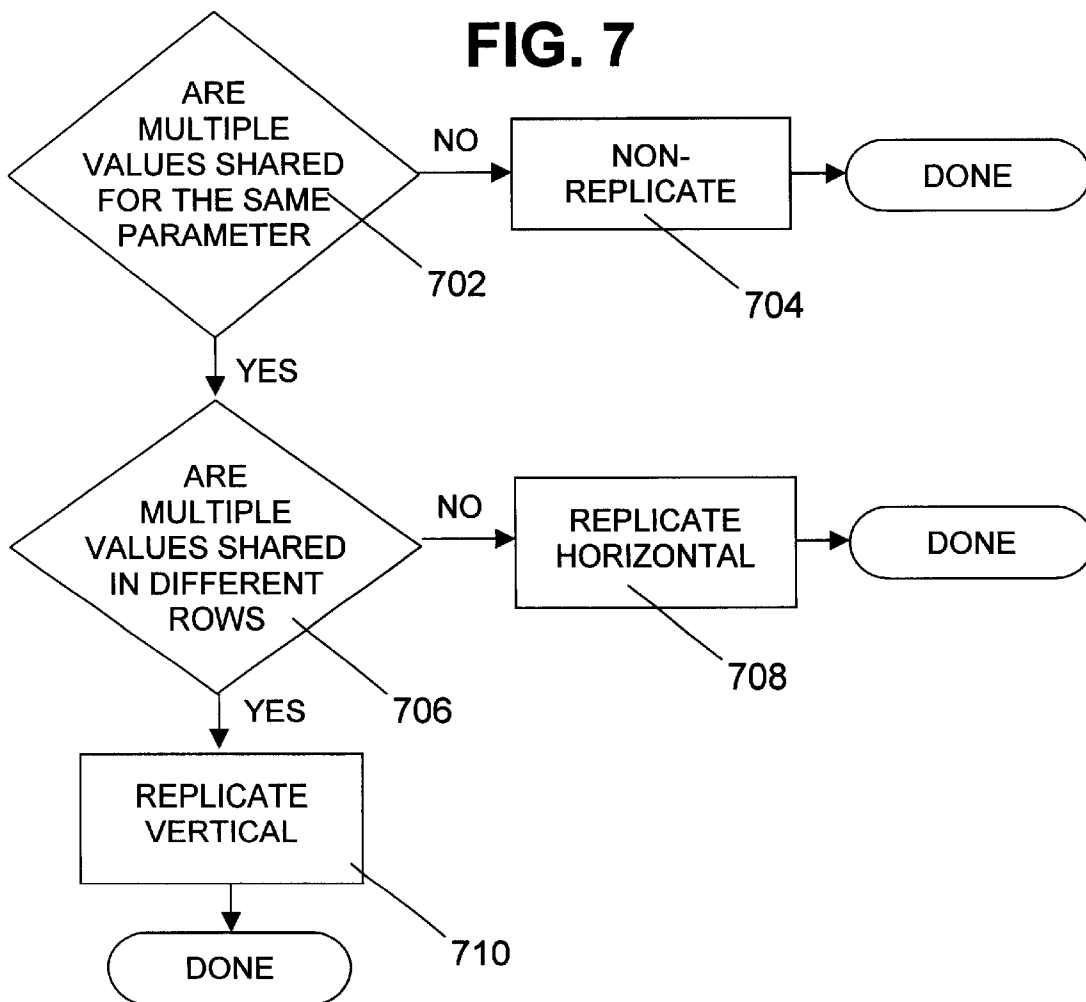 FIG. 7
ARE
MULTIPLE
VALUES SHARED
FOR THE SAME
PARAMETER
702
NO
NON-
REPLICATE
704
DONE
YES
ARE
MULTIPLE
VALUES SHARED
IN DIFFERENT
ROWS
706
NO
REPLICATE
HORIZONTAL
708
DONE
YES
REPLICATE
VERTICAL
710
DONE